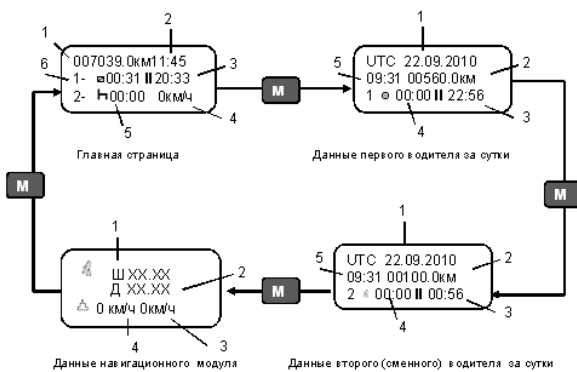 1
2
007039.0км11:45
6
1- 00:31 20:33
3
2- 00:00 0км/ч
5
4
Главная страница
М
1
UTC 22.09.2010
5
09:31 00560.0км
2
1 00:00 22:56
4
3
Данные первого водителя за сутки
М
М
1
Ш XX.XX
Д XX.XX
2
0 км/ч 0км/ч
4
3
Данные навигационного модуля
М
1
UTC 22.09.2010
5
09:31 00100.0км
2
2 00:00 00:56
4
3
Данные второго (сменного) водителя за сутки